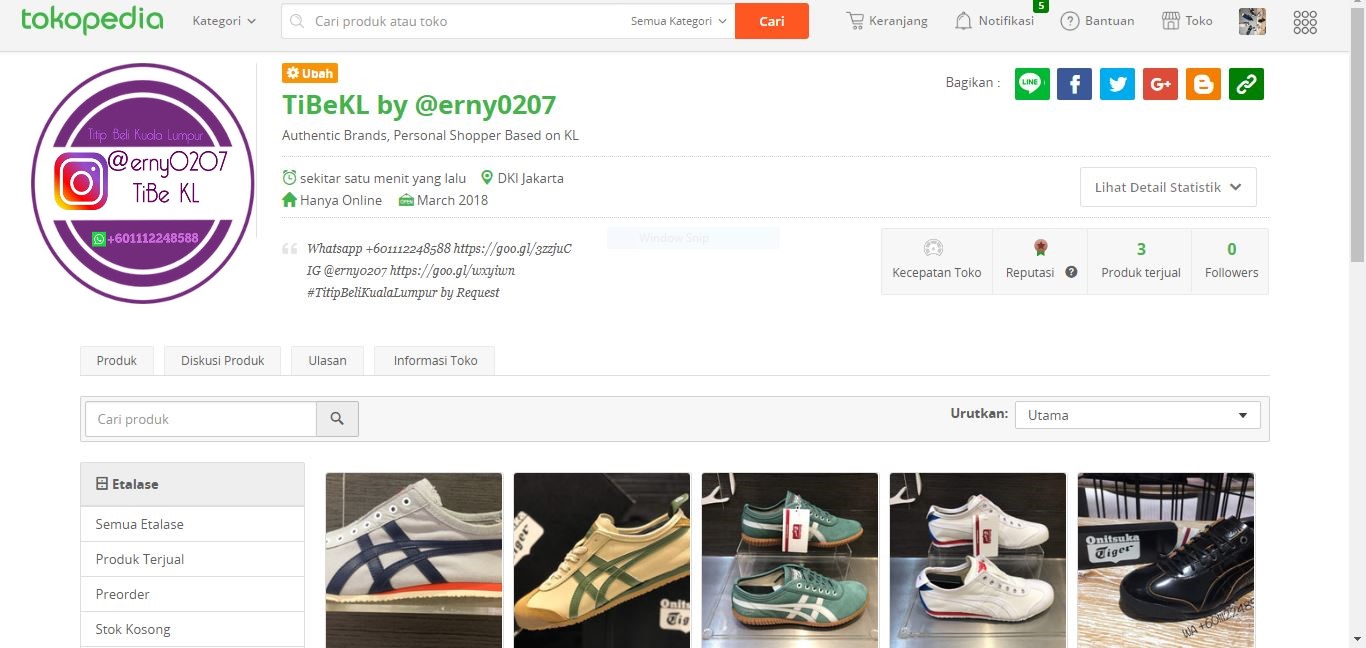 tokopedia
Kategori
Cari produk atau toko
Semua Kategori
Cari
Keranjang
Notifikasi
5
Bantuan
Toko
Titip Beli Kuala Lumpur
@erny0207
TiBe KL
+601112248588
Ubah
TiBeKL by @erny0207
Authentic Brands, Personal Shopper Based on KL
Bagikan :
LINE
G+
sekitar satu menit yang lalu
DKI Jakarta
Hanya Online
OPEN
March 2018
Lihat Detail Statistik
Window Snip
Whatsapp +601112248588 https://goo.gl/3zzjuC
IG @erny0207 https://goo.gl/uxyiwn
#TitipBeliKualaLumpur by Request
Kecepatan Toko
Reputasi
3
Produk terjual
0
Followers
Produk
Diskusi Produk
Ulasan
Informasi Toko
Cari produk
Urutkan:
Utama
Etalase
Semua Etalase
Produk Terjual
Preorder
Stok Kosong
Onitsuka
Tiger
WA +601112248